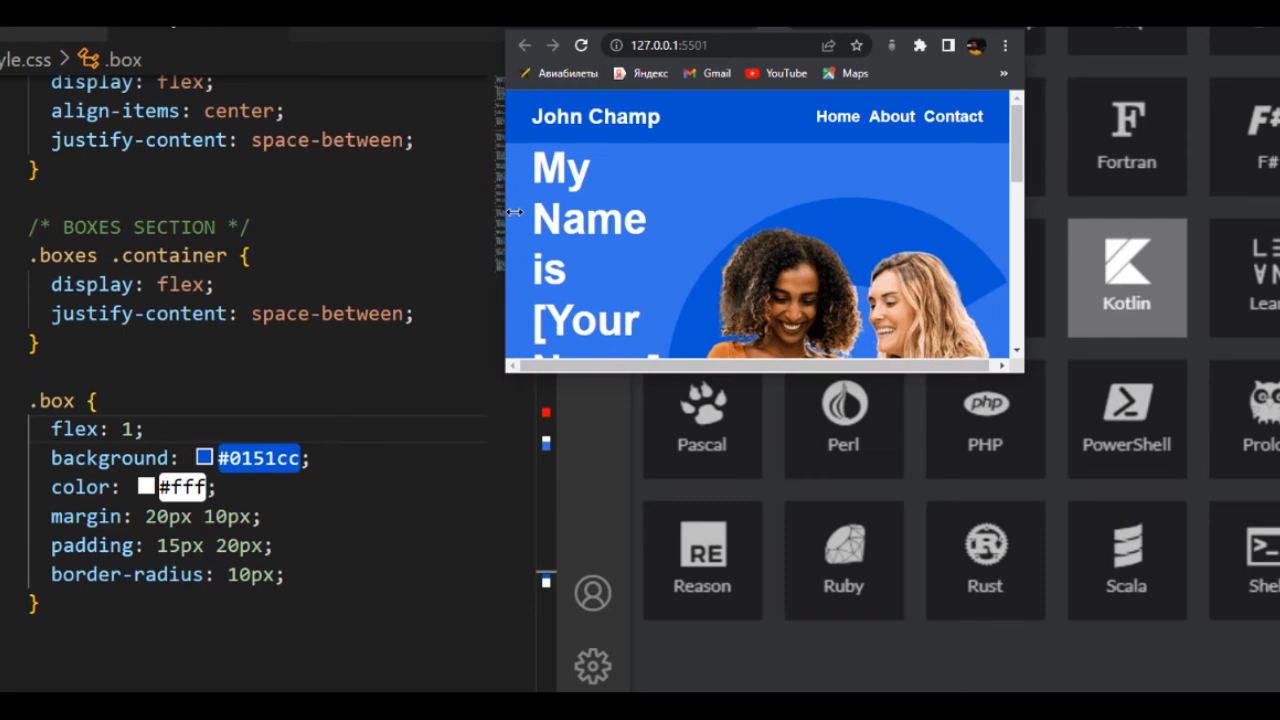 yle.css > .box
display: flex;
align-items: center;
justify-content: space-between;
}
/* BOXES SECTION */
.boxes .container {
display: flex;
justify-content: space-between;
}
.box {
flex: 1;
background: #0151cc;
color: #fff;
margin: 20px 10px;
padding: 15px 20px;
border-radius: 10px;
}
127.0.0.1:5501
Авиабилеты Яндекс Gmail YouTube Maps »
John Champ Home About Contact
My
Name
is
[Your
Fortran F#
Kotlin
Pascal Perl PHP PowerShell
Reason Ruby Rust Scala